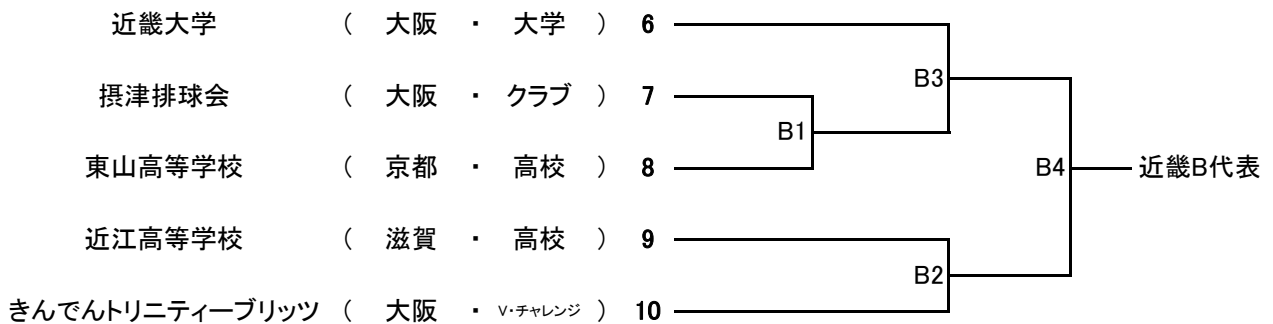 近畿大学 ( 大阪 ・ 大学 ) 6
B3
摂津排球会 ( 大阪 ・ クラブ ) 7
B1
東山高等学校 ( 京都 ・ 高校 ) 8
B4 近畿B代表
近江高等学校 ( 滋賀 ・ 高校 ) 9
B2
きんでんトリニティーブリッツ ( 大阪 ・ V・チャレンジ ) 10